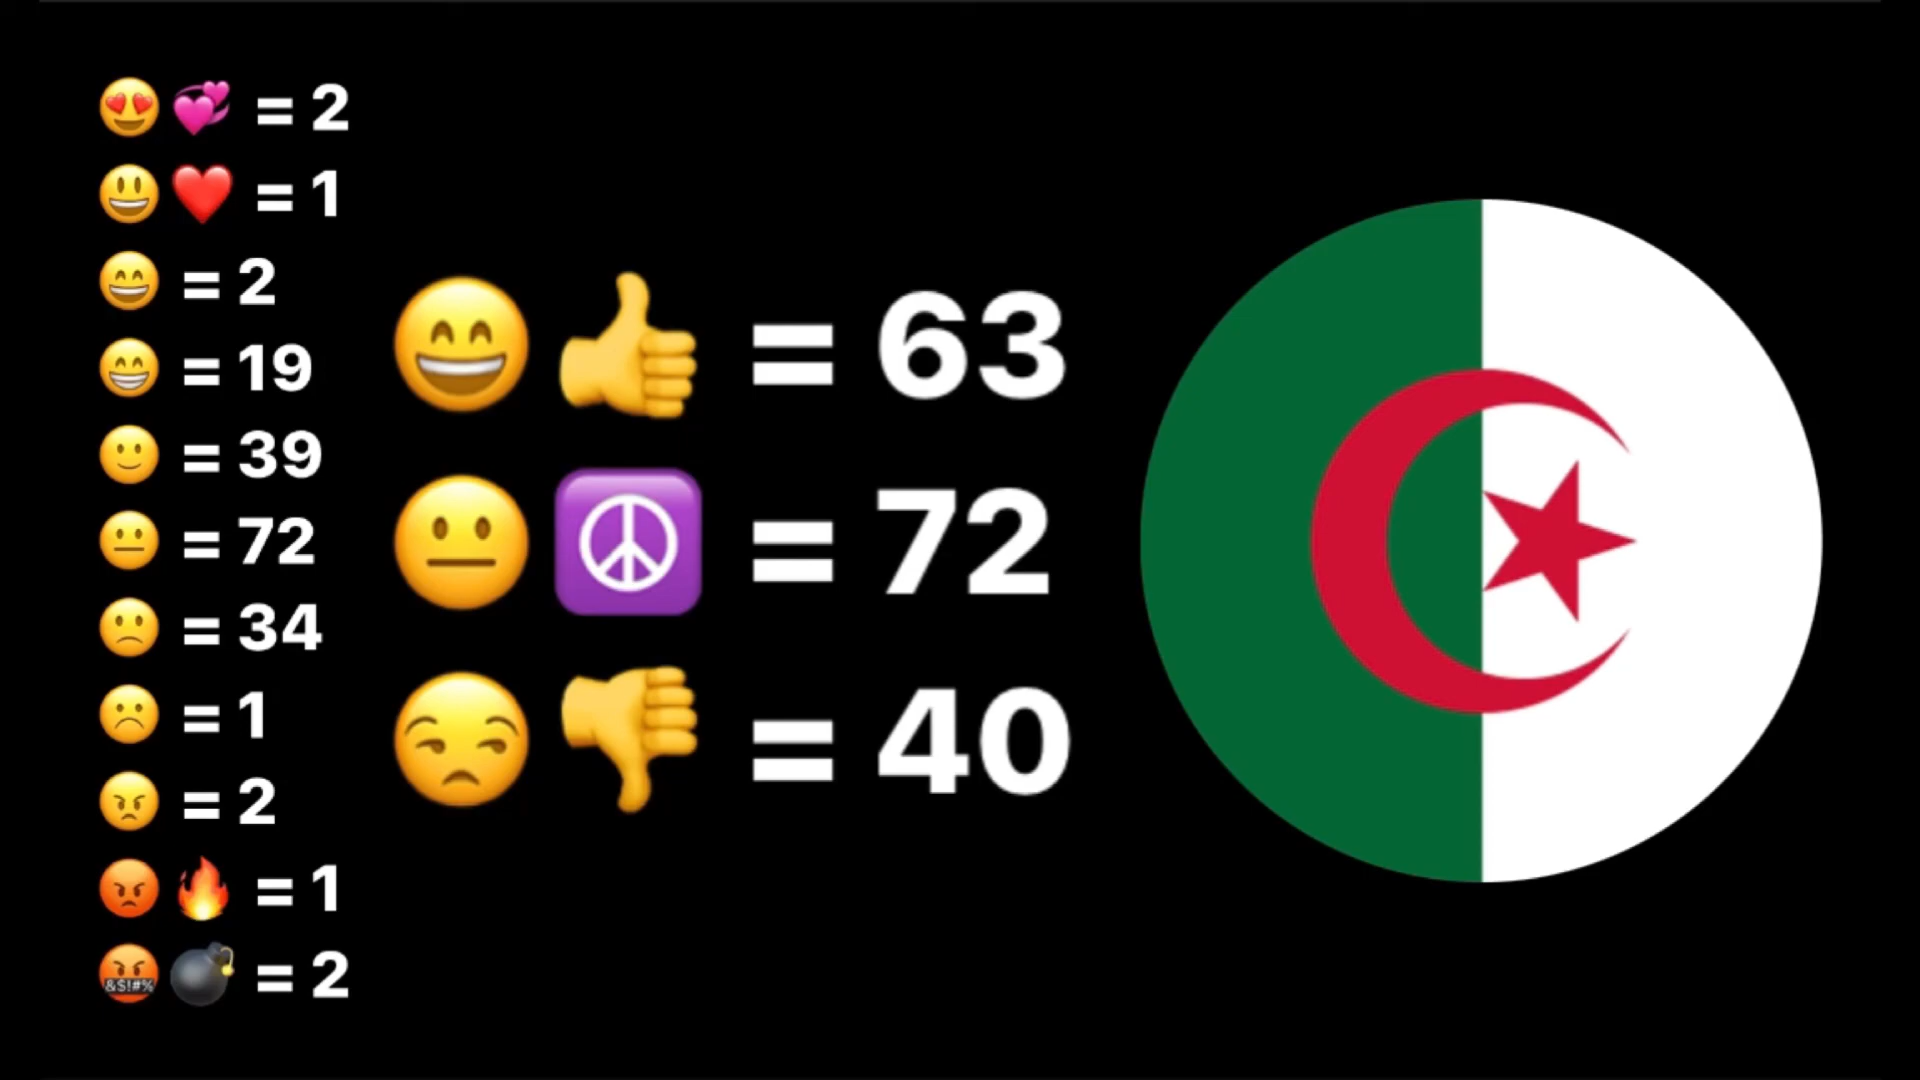 😍💞 = 2
😃❤️ = 1
😄 = 2
😁 = 19
🙂 = 39
😐 = 72
🙁 = 34
☹️ = 1
😠 = 2
😡🔥 = 1
🤬💣 = 2
😄👍 = 63
😐☮️ = 72
😒👎 = 40